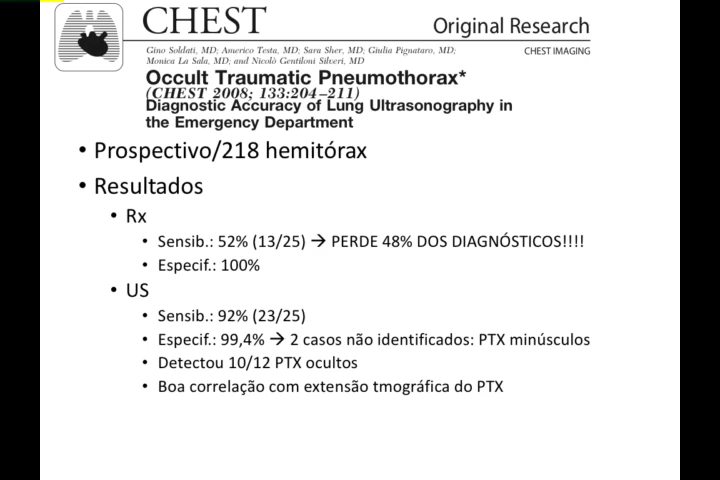 CHEST
Original Research
Gino Soldati, MD; Americo Testa, MD; Sara Sher, MD; Giulia Pignataro, MD;
CHEST IMAGING
Monica La Sala, MD; and Nicolò Gentiloni Silveri, MD
Occult Traumatic Pneumothorax*
(CHEST 2008; 133:204–211)
Diagnostic Accuracy of Lung Ultrasonography in
the Emergency Department
• Prospectivo/218 hemitórax
• Resultados
• Rx
• Sensib.: 52% (13/25) → PERDE 48% DOS DIAGNÓSTICOS!!!!
• Especif.: 100%
• US
• Sensib.: 92% (23/25)
• Especif.: 99,4% → 2 casos não identificados: PTX minúsculos
• Detectou 10/12 PTX ocultos
• Boa correlação com extensão tmográfica do PTX